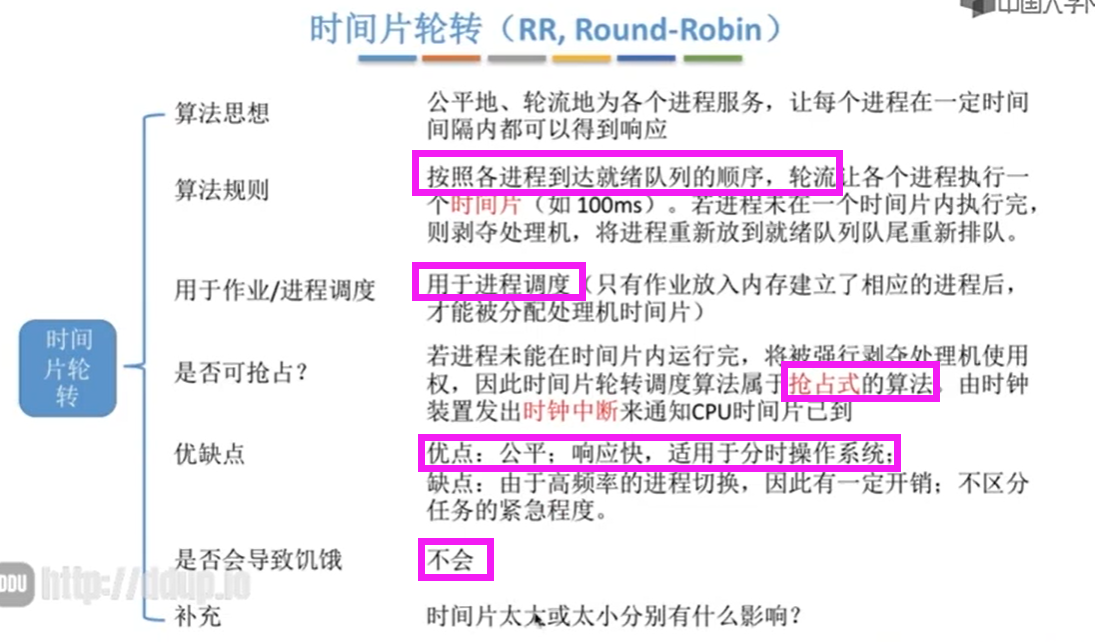 中国大学M
时间片轮转（RR, Round-Robin）
算法思想
公平地、轮流地为各个进程服务，让每个进程在一定时间
间隔内都可以得到响应
算法规则
按照各进程到达就绪队列的顺序，轮流让各个进程执行一
个时间片（如 100ms）。若进程未在一个时间片内执行完，
则剥夺处理机，将进程重新放到就绪队列队尾重新排队。
用于作业/进程调度
用于进程调度（只有作业放入内存建立了相应的进程后，
才能被分配处理机时间片）
时间
片轮
转
是否可抢占？
若进程未能在时间片内运行完，将被强行剥夺处理机使用
权，因此时间片轮转调度算法属于抢占式的算法。由时钟
装置发出时钟中断来通知CPU时间片已到
优缺点
优点：公平；响应快，适用于分时操作系统；
缺点：由于高频率的进程切换，因此有一定开销；不区分
任务的紧急程度。
是否会导致饥饿
不会
DDU http://ddup.io
补充
时间片太大或太小分别有什么影响？